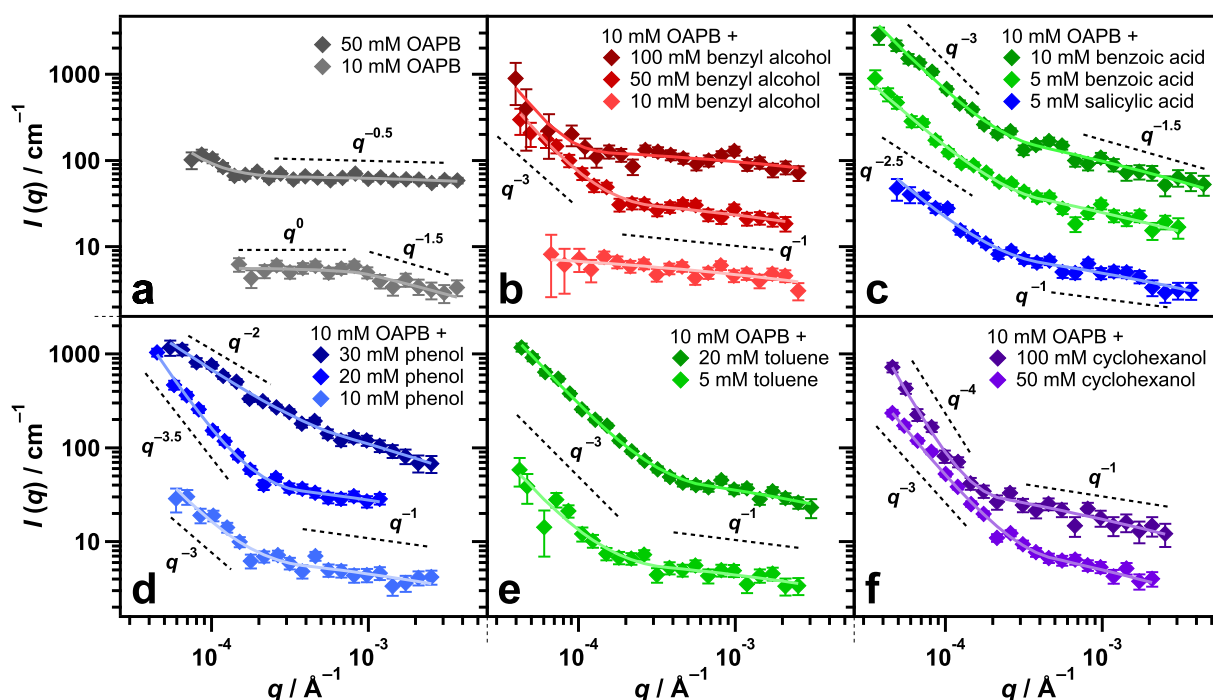 50 mM OAPB
10 mM OAPB
q⁻⁰·⁵
q⁰
q⁻¹·⁵
a
I (q) / cm⁻¹
1000
100
10
10 mM OAPB +
100 mM benzyl alcohol
50 mM benzyl alcohol
10 mM benzyl alcohol
q⁻³
q⁻¹
b
10 mM OAPB +
10 mM benzoic acid
5 mM benzoic acid
5 mM salicylic acid
q⁻³
q⁻¹·⁵
q⁻²·⁵
q⁻¹
c
10 mM OAPB +
30 mM phenol
20 mM phenol
10 mM phenol
q⁻²
q⁻³·⁵
q⁻¹
q⁻³
d
I (q) / cm⁻¹
1000
100
10
10⁻⁴
10⁻³
q / Å⁻¹
10 mM OAPB +
20 mM toluene
5 mM toluene
q⁻³
q⁻¹
e
10⁻⁴
10⁻³
q / Å⁻¹
10 mM OAPB +
100 mM cyclohexanol
50 mM cyclohexanol
q⁻⁴
q⁻¹
q⁻³
f
10⁻⁴
10⁻³
q / Å⁻¹